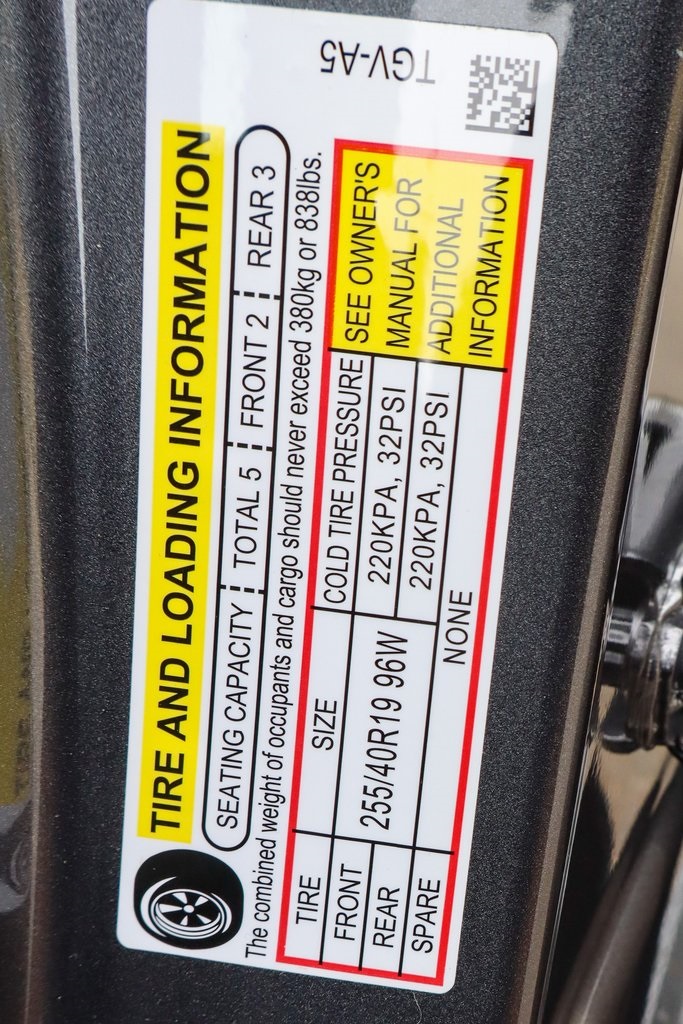 TIRE AND LOADING INFORMATION
SEATING CAPACITY TOTAL 5 FRONT 2 REAR 3
The combined weight of occupants and cargo should never exceed 380kg or 838lbs.
TIRE SIZE COLD TIRE PRESSURE
FRONT 255/40R19 96W 220KPA, 32PSI
REAR 220KPA, 32PSI
SPARE NONE
SEE OWNER'S
MANUAL FOR
ADDITIONAL
INFORMATION
TGV-A5